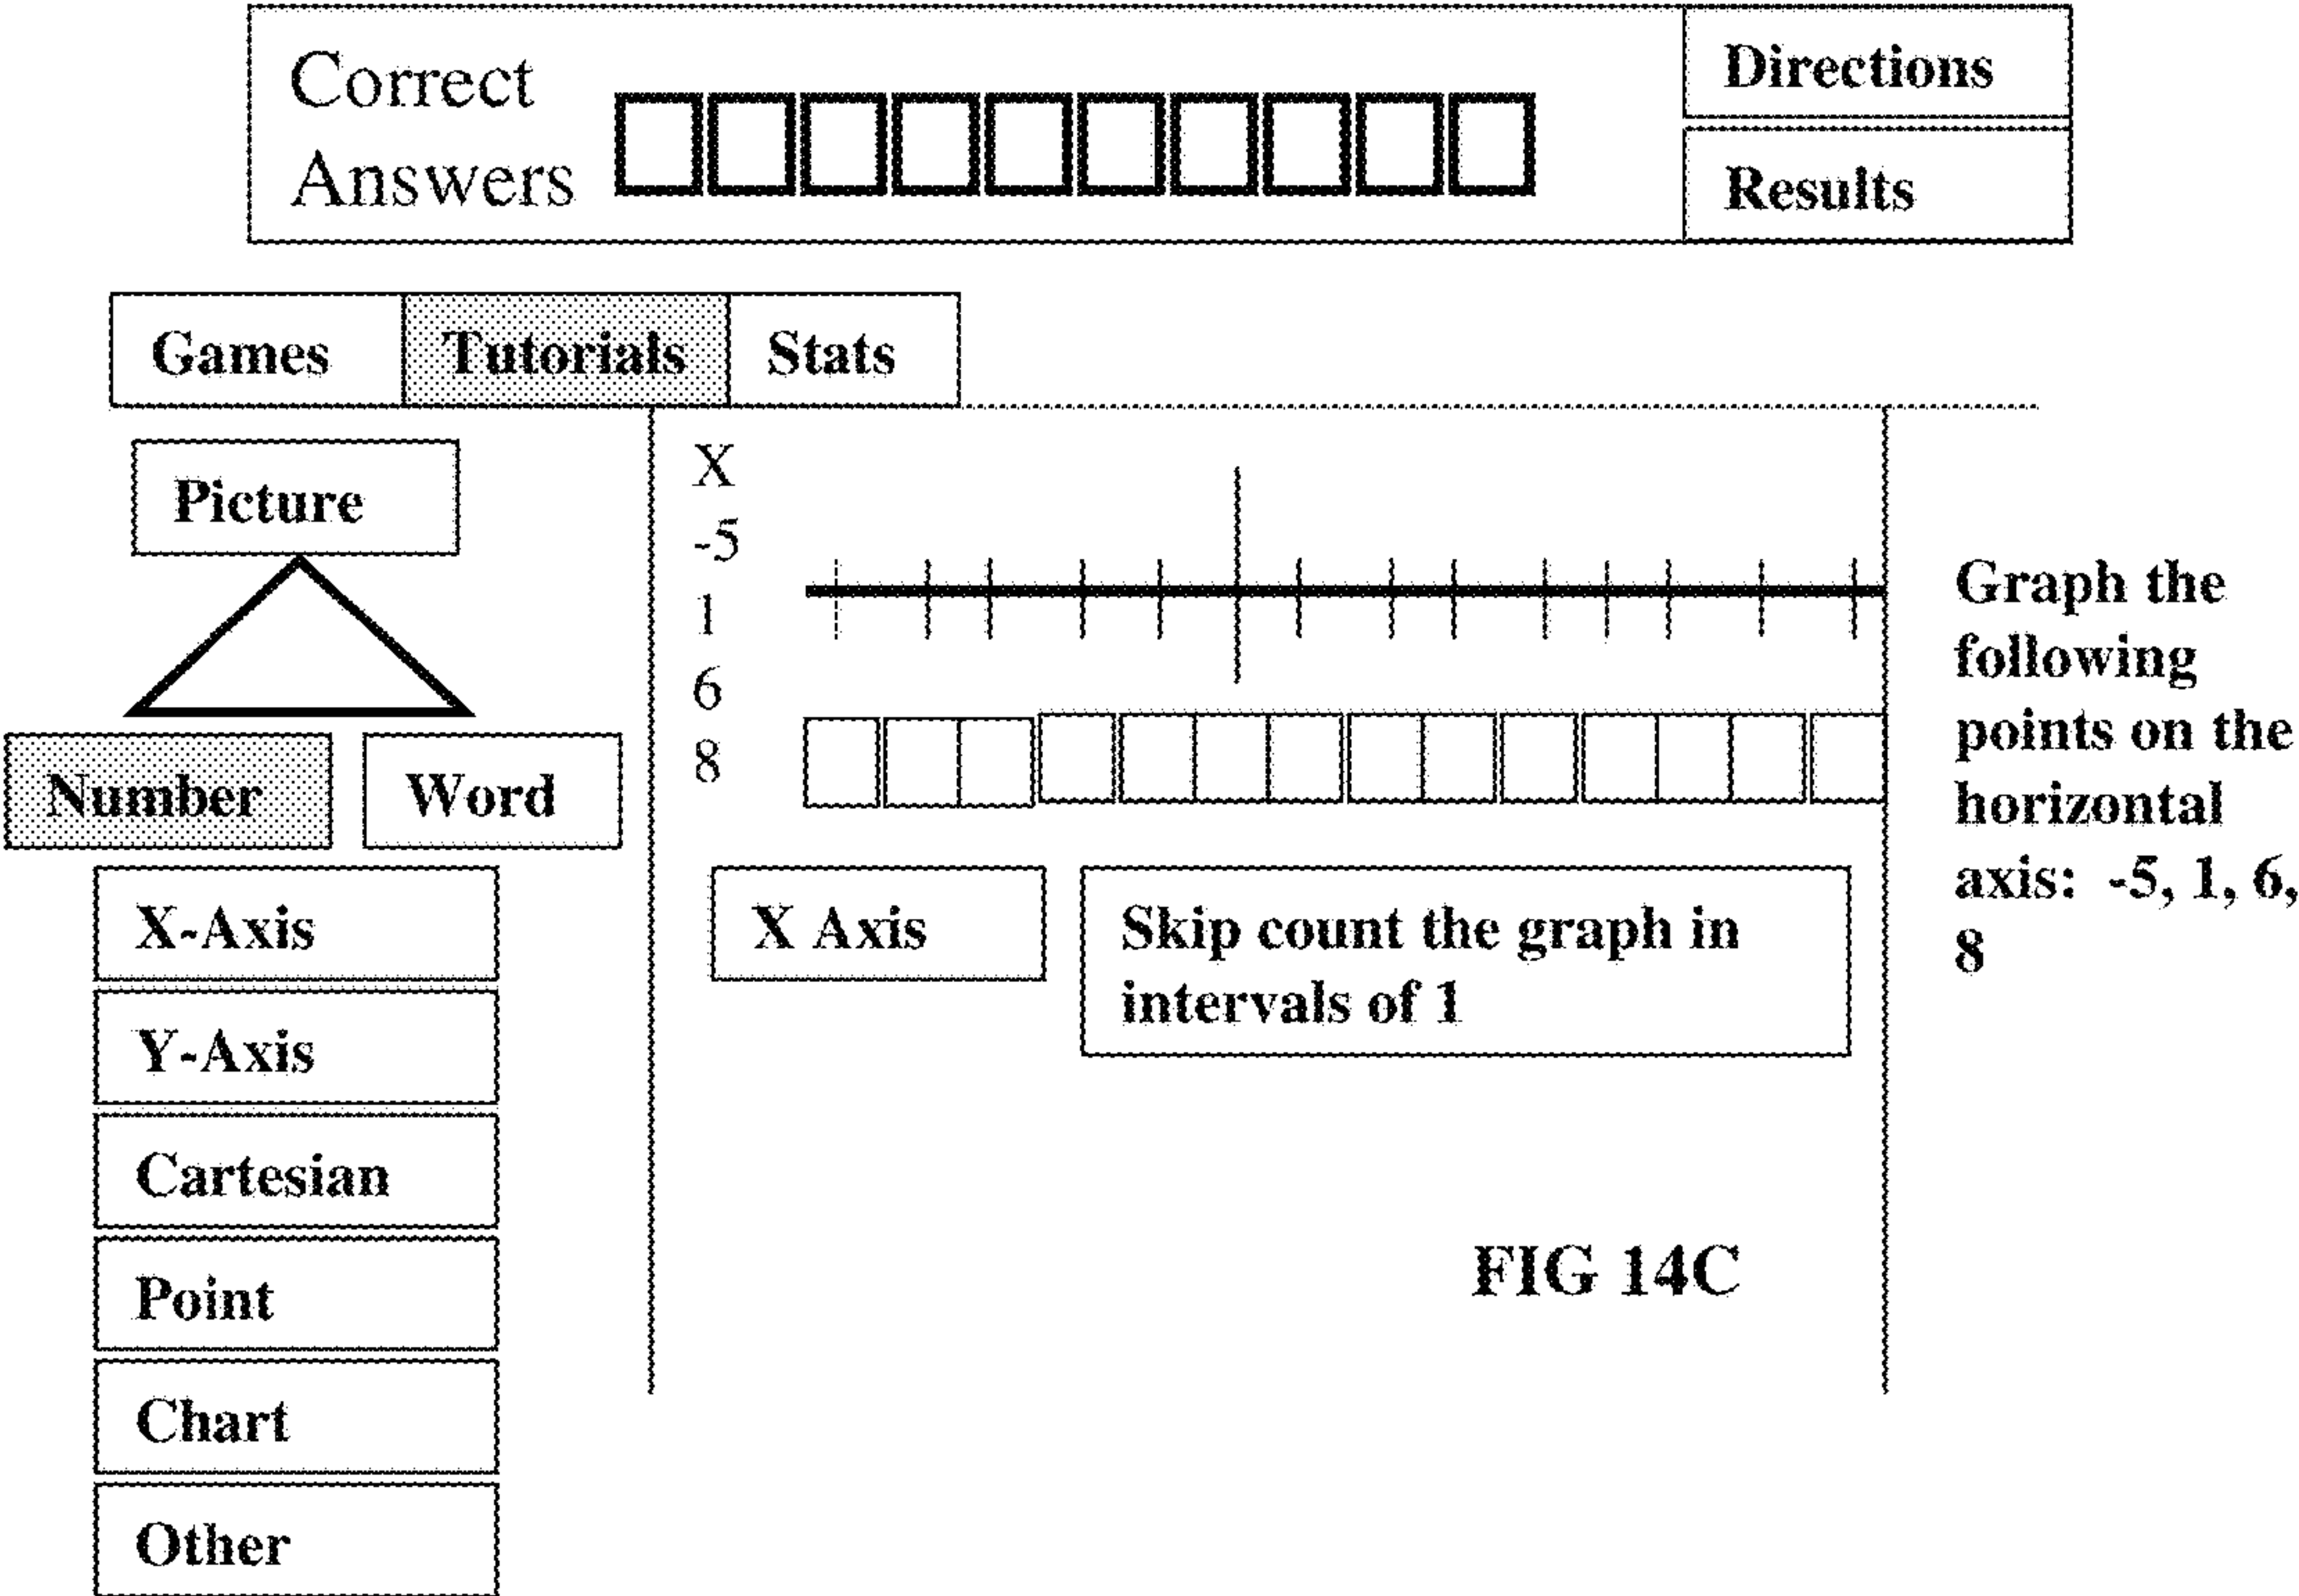 Correct
Answers
Directions
Results
Games Tutorials Stats
Picture
Number Word
X-Axis
Y-Axis
Cartesian
Point
Chart
Other
X
-5
1
6
8
X Axis
Skip count the graph in
intervals of 1
Graph the
following
points on the
horizontal
axis: -5, 1, 6,
8
FIG 14C